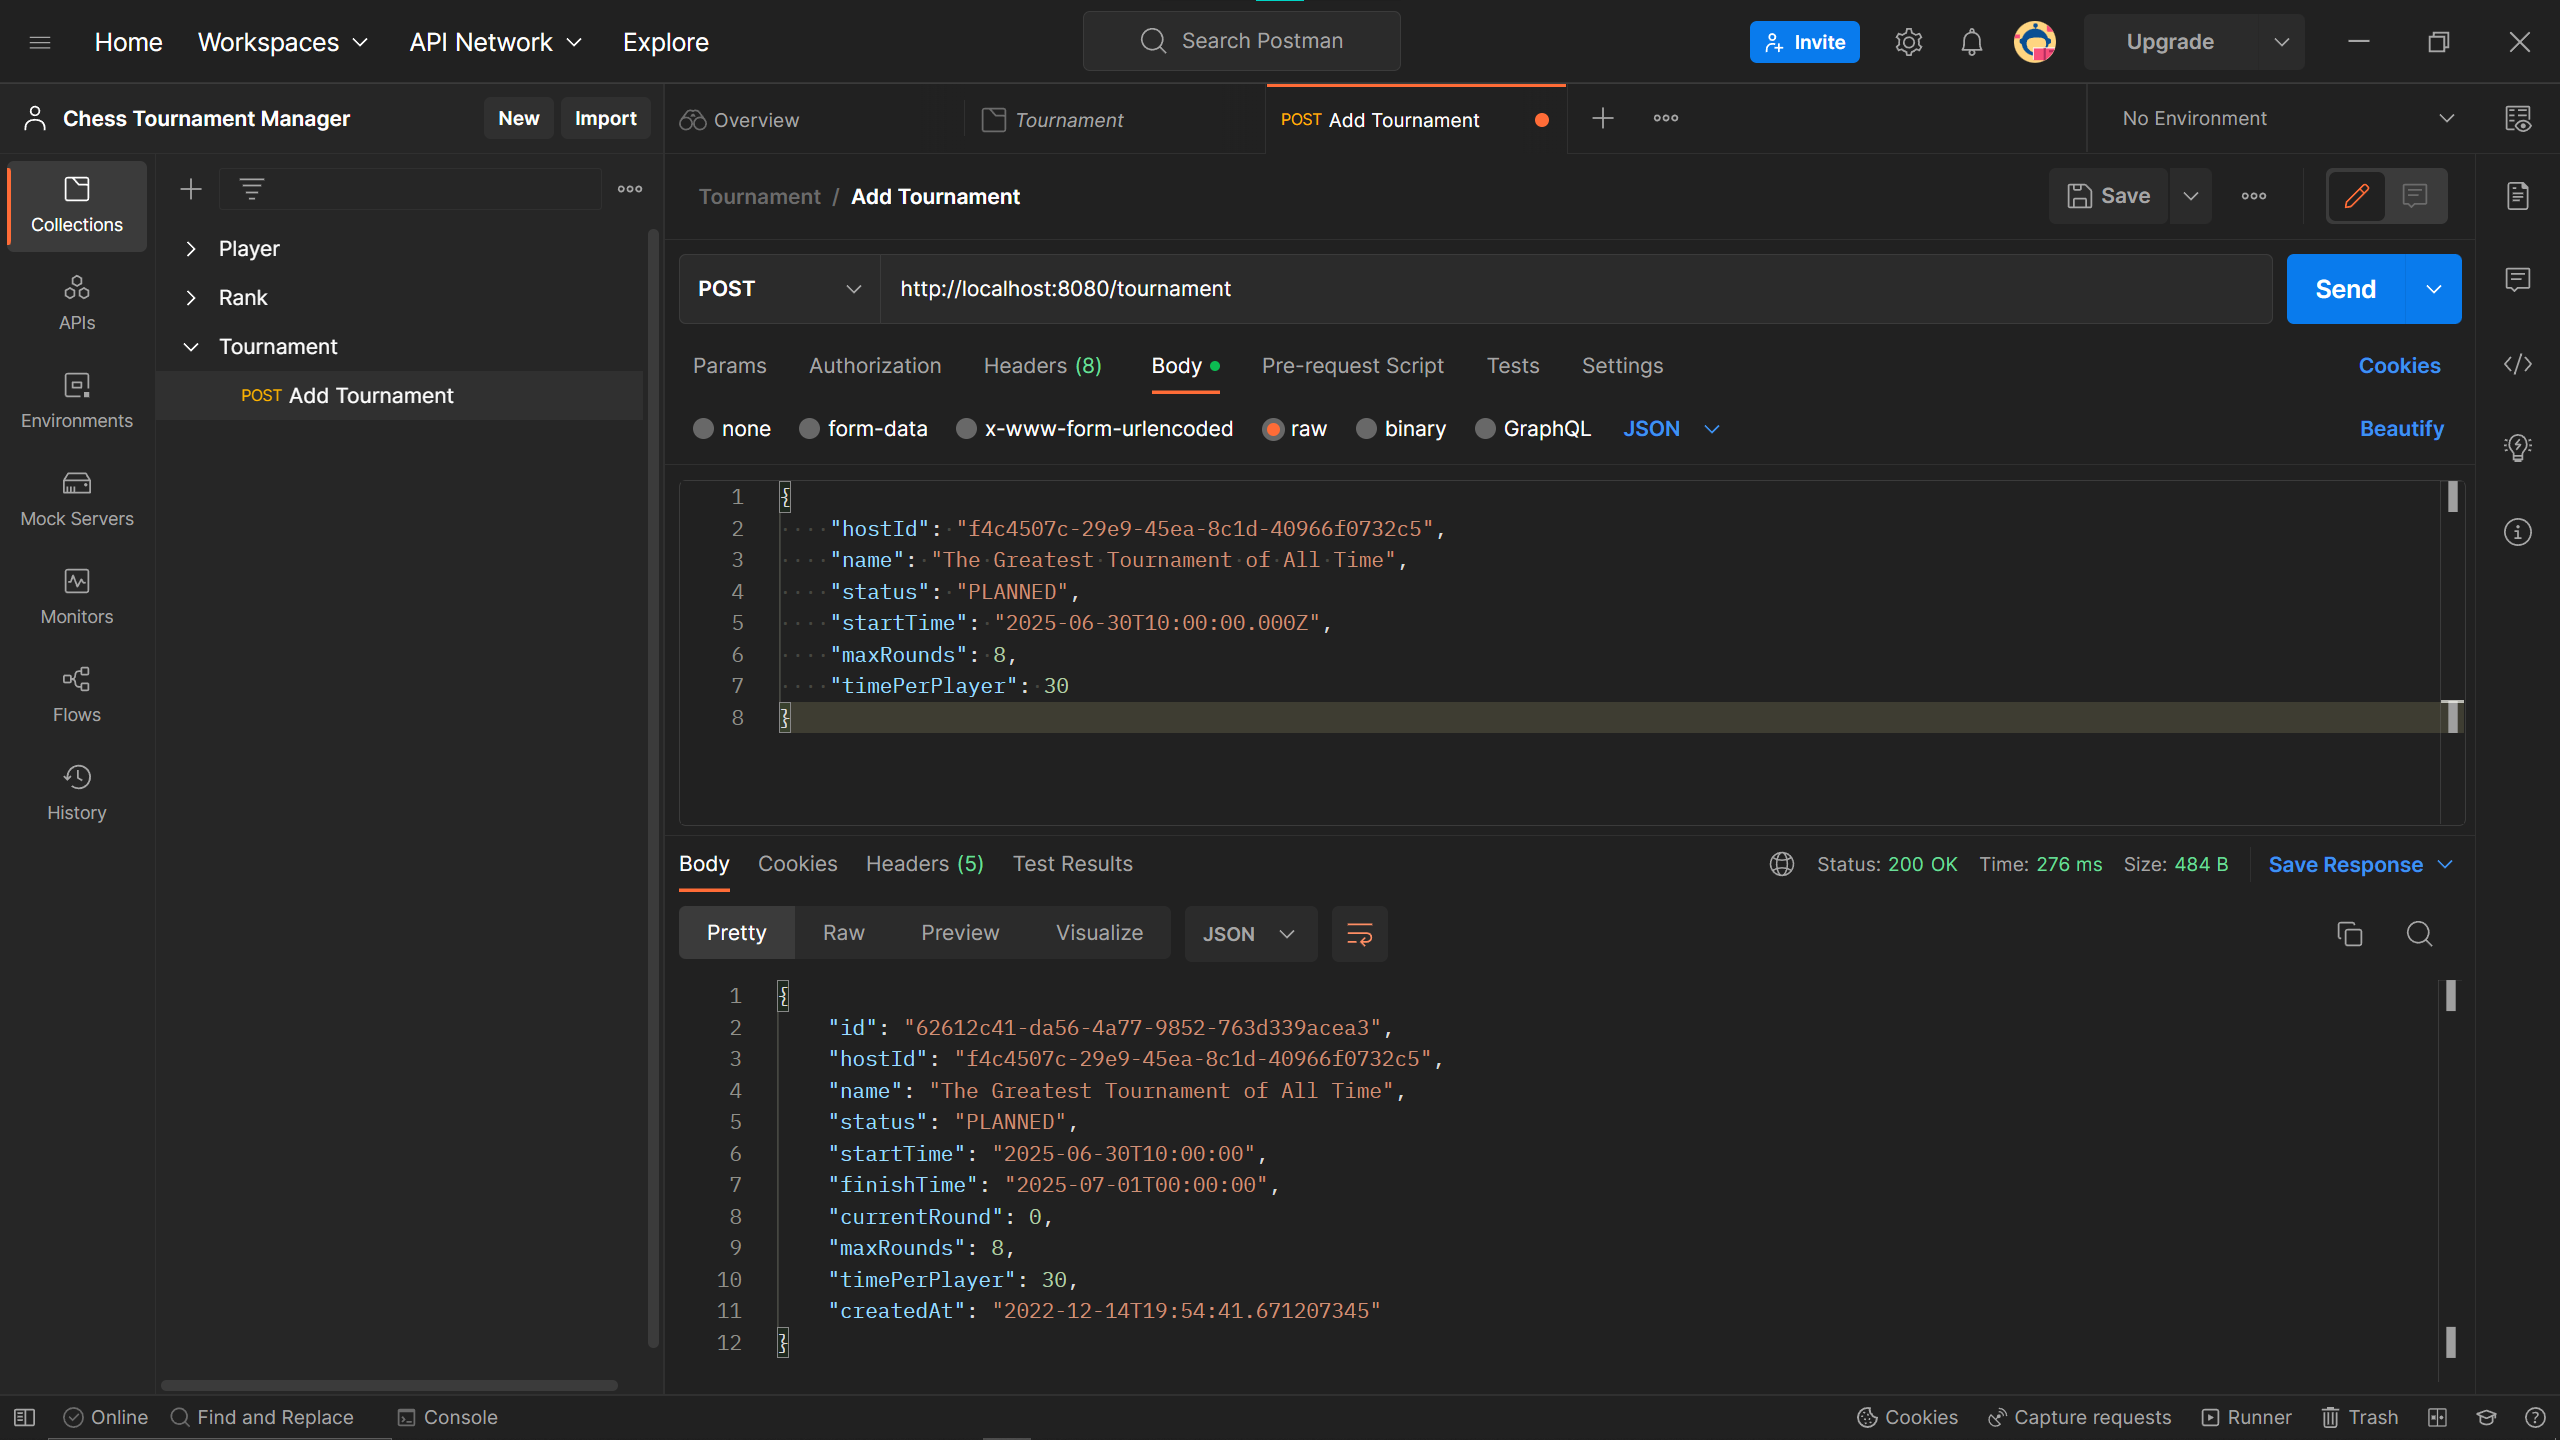 Home Workspaces API Network Explore Search Postman Invite Upgrade
Chess Tournament Manager New Import Overview Tournament POST Add Tournament No Environment
Collections
APIs
Environments
Mock Servers
Monitors
Flows
History
Player
Rank
Tournament
POST Add Tournament
Tournament / Add Tournament Save
POST http://localhost:8080/tournament Send
Params Authorization Headers (8) Body Pre-request Script Tests Settings Cookies
none form-data x-www-form-urlencoded raw binary GraphQL JSON Beautify
1 {
2 "hostId": "f4c4507c-29e9-45ea-8c1d-40966f0732c5",
3 "name": "The Greatest Tournament of All Time",
4 "status": "PLANNED",
5 "startTime": "2025-06-30T10:00:00.000Z",
6 "maxRounds": 8,
7 "timePerPlayer": 30
8 }
Body Cookies Headers (5) Test Results Status: 200 OK Time: 276 ms Size: 484 B Save Response
Pretty Raw Preview Visualize JSON
1 {
2 "id": "62612c41-da56-4a77-9852-763d339acea3",
3 "hostId": "f4c4507c-29e9-45ea-8c1d-40966f0732c5",
4 "name": "The Greatest Tournament of All Time",
5 "status": "PLANNED",
6 "startTime": "2025-06-30T10:00:00",
7 "finishTime": "2025-07-01T00:00:00",
8 "currentRound": 0,
9 "maxRounds": 8,
10 "timePerPlayer": 30,
11 "createdAt": "2022-12-14T19:54:41.671207345"
12 }
Online Find and Replace Console Cookies Capture requests Runner Trash